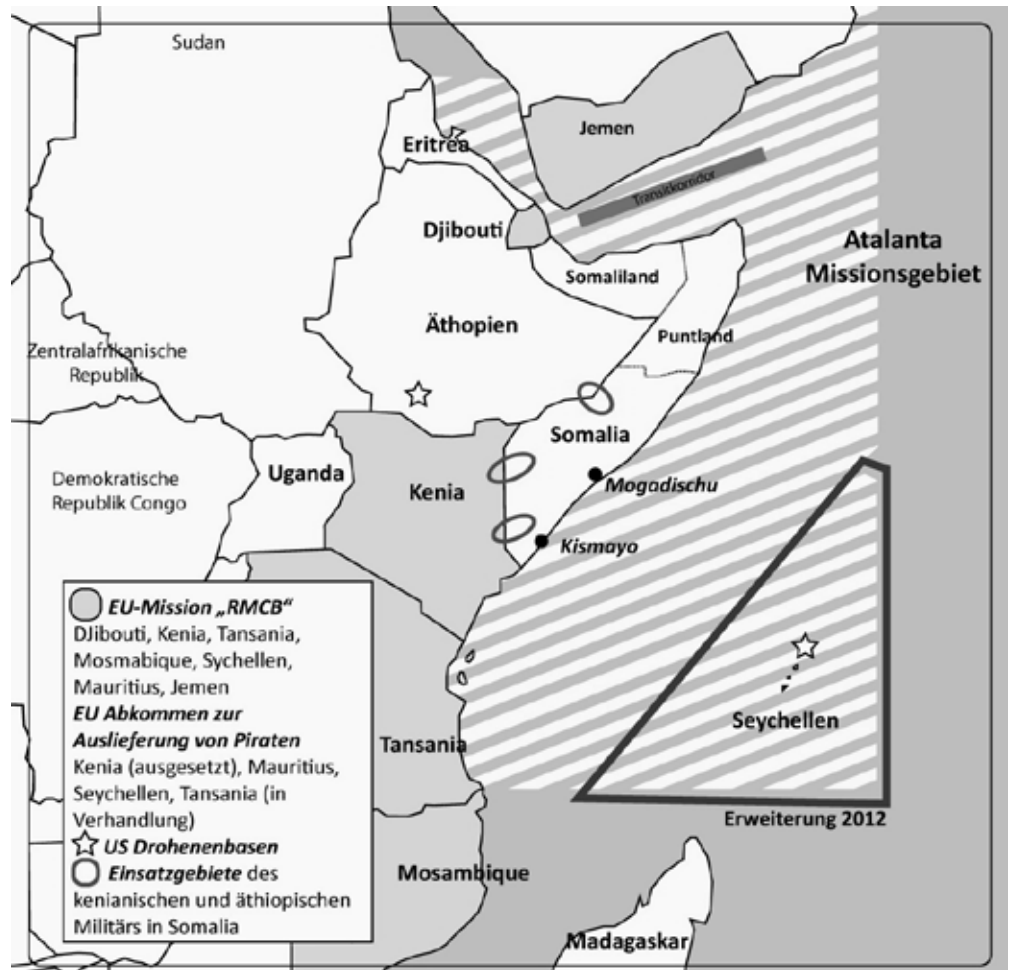 Sudan
Jemen
Eritrea
Transitkorridor
Djibouti
Atalanta
Missionsgebiet
Somaliland
Äthopien
Puntland
Zentralafrikanische
Republik
Somalia
Uganda
Demokratische
Republik Congo
Kenia
Mogadischu
Kismayo
EU-Mission „RMCB“
DJibouti, Kenia, Tansania,
Mosmabique, Sychellen,
Mauritius, Jemen
EU Abkommen zur
Auslieferung von Piraten
Kenia (ausgesetzt), Mauritius,
Seychellen, Tansania (in
Verhandlung)
US Drohenenbasen
Einsatzgebiete des
kenianischen und äthiopischen
Militärs in Somalia
Seychellen
Tansania
Erweiterung 2012
Mosambique
Madagaskar